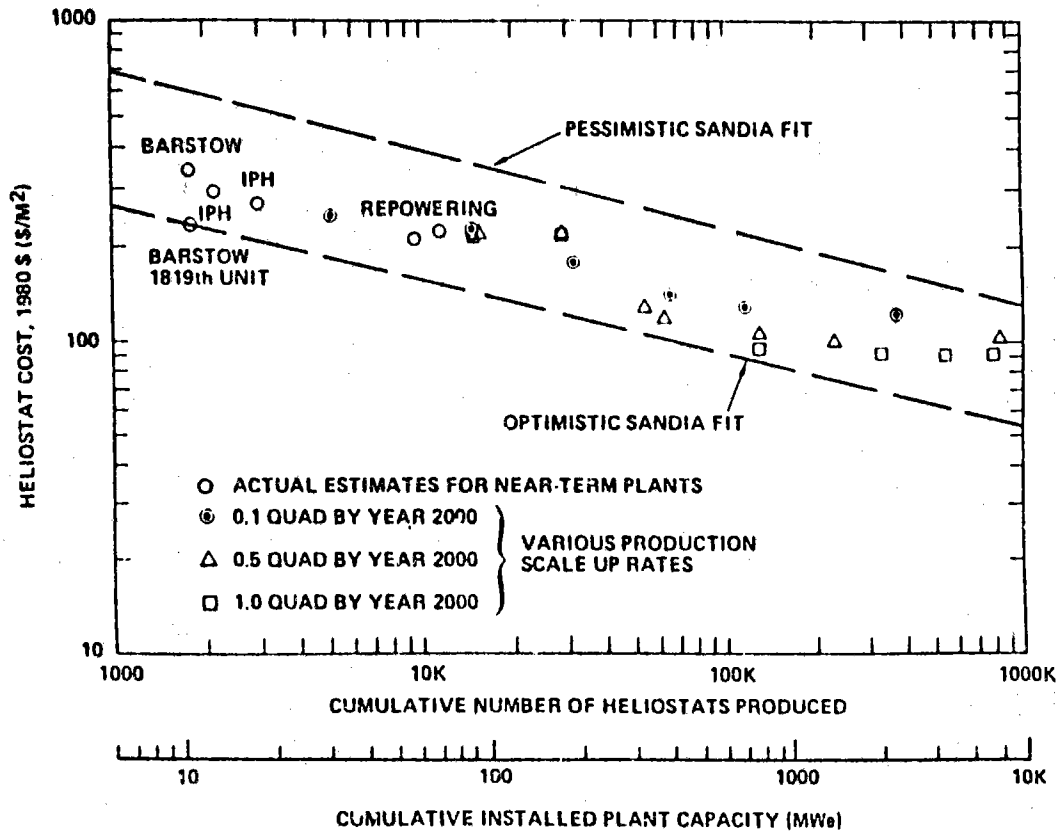 1000
PESSIMISTIC SANDIA FIT
BARSTOW
IPH
REPOWERING
IPH
BARSTOW
1819th UNIT
HELIOSTAT COST, 1980 $ ($/M²)
100
OPTIMISTIC SANDIA FIT
ACTUAL ESTIMATES FOR NEAR-TERM PLANTS
0.1 QUAD BY YEAR 2000
0.5 QUAD BY YEAR 2000
1.0 QUAD BY YEAR 2000
VARIOUS PRODUCTION
SCALE UP RATES
10
1000 10K 100K 1000K
CUMULATIVE NUMBER OF HELIOSTATS PRODUCED
10 100 1000 10K
CUMULATIVE INSTALLED PLANT CAPACITY (MWe)